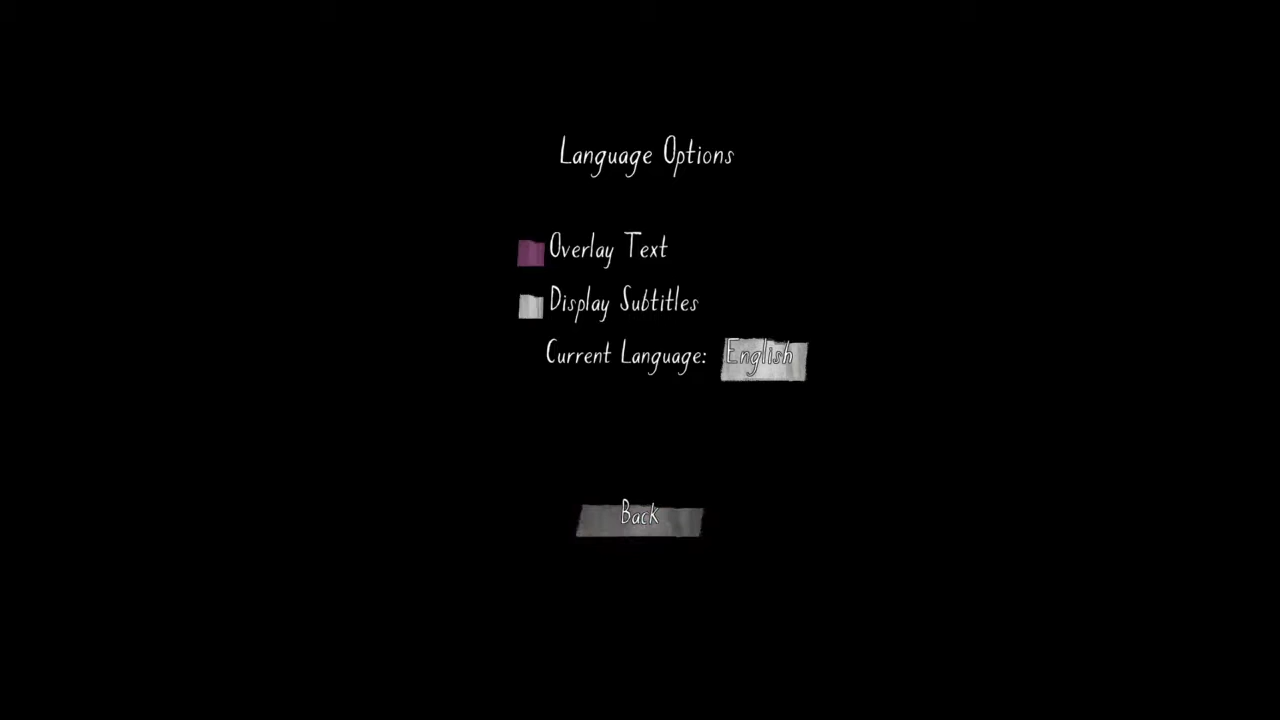 Language Options
Overlay Text
Display Subtitles
Current Language: English
Back